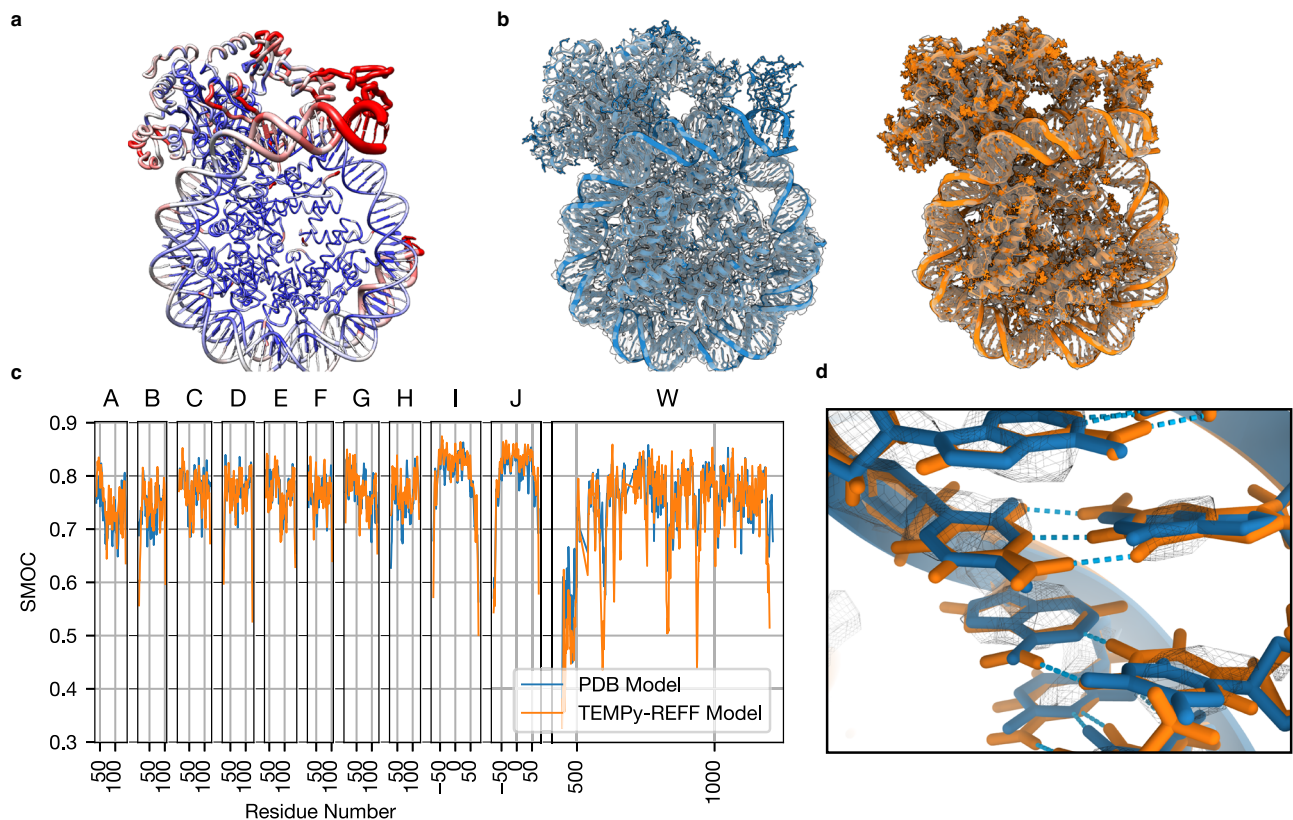 a
b
c
A B C D E F G H I J W
d
0.9
0.8
0.7
0.6
0.5
0.4
0.3
SMOC
PDB Model
TEMPy-REFF Model
50 100 50 100 50 100 50 100 50 100 50 100 50 100 50 100 −50 0 50 −50 0 50 500 1000
Residue Number